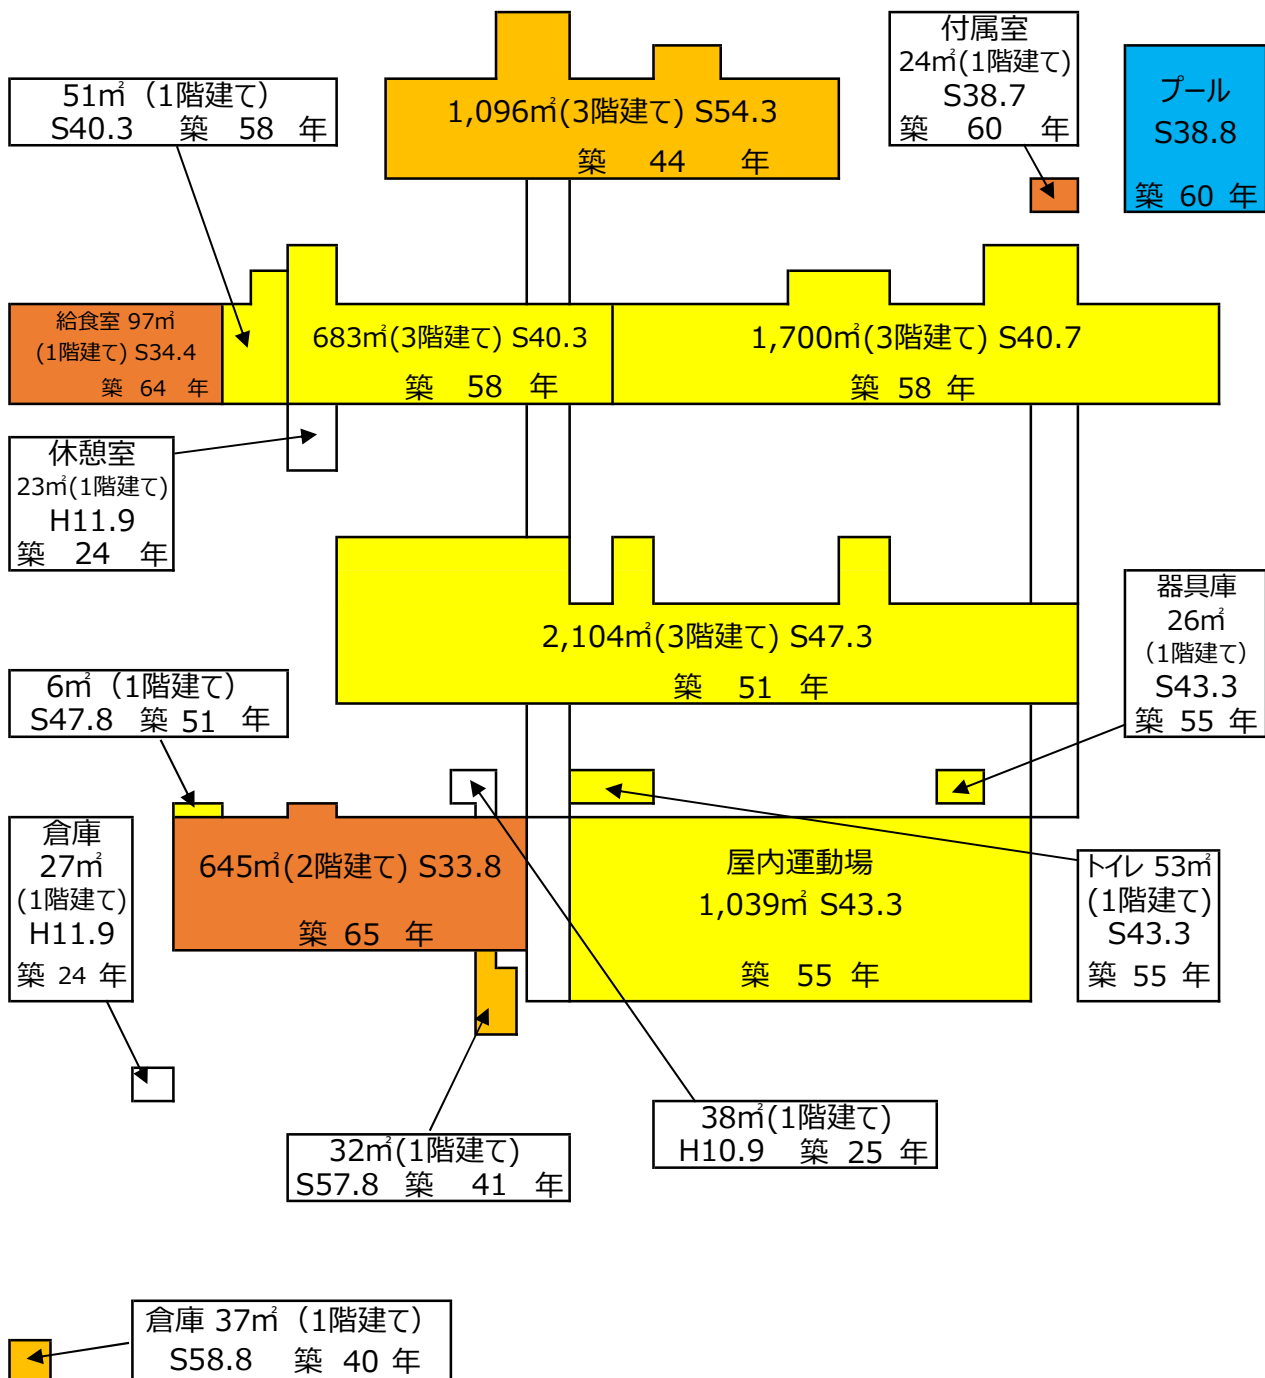 付属室
24㎡(1階建て)
S38.7
築 60 年
プール
S38.8
築 60 年
51㎡（1階建て）
S40.3 築 58 年
1,096㎡(3階建て) S54.3
築 44 年
給食室 97㎡
(1階建て) S34.4
築 64 年
683㎡(3階建て) S40.3
築 58 年
1,700㎡(3階建て) S40.7
築 58 年
休憩室
23㎡(1階建て)
H11.9
築 24 年
2,104㎡(3階建て) S47.3
築 51 年
器具庫
26㎡
（1階建て）
S43.3
築 55 年
6㎡（1階建て）
S47.8 築 51 年
倉庫
27㎡
(1階建て)
H11.9
築 24 年
645㎡(2階建て) S33.8
築 65 年
屋内運動場
1,039㎡ S43.3
築 55 年
トイレ 53㎡
(1階建て)
S43.3
築 55 年
38㎡(1階建て)
H10.9 築 25 年
32㎡(1階建て)
S57.8 築 41 年
倉庫 37㎡（1階建て）
S58.8 築 40 年